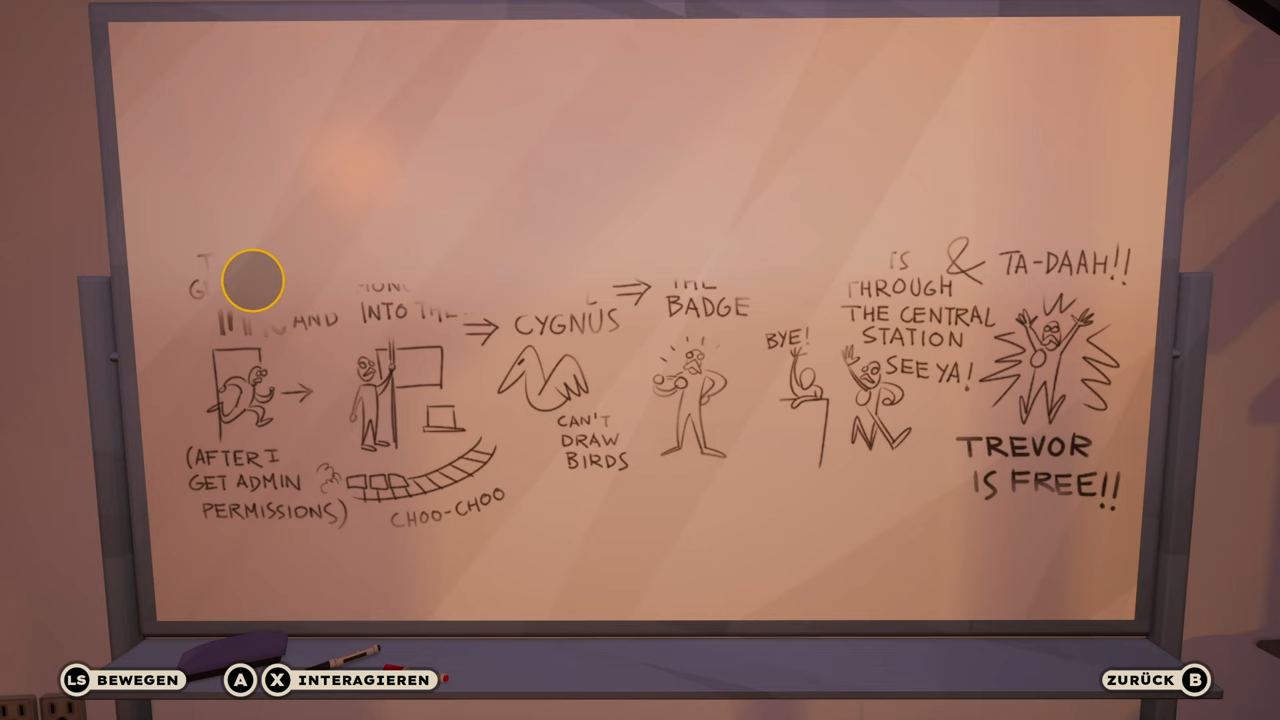 IS & TA-DAAH!!
THROUGH
THE CENTRAL
STATION
BADGE
INTO THE
AND
CYGNUS
BYE!
SEE YA!
CAN'T
DRAW
BIRDS
(AFTER I
GET ADMIN
PERMISSIONS)
CHOO-CHOO
TREVOR
IS FREE!!
LS BEWEGEN
A X INTERAGIEREN
ZURÜCK B